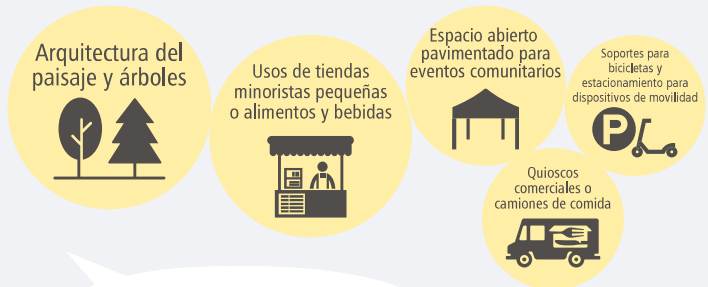 Arquitectura del
paisaje y árboles
Usos de tiendas
minoristas pequeñas
o alimentos y bebidas
Espacio abierto
pavimentado para
eventos comunitarios
Soportes para
bicicletas y
estacionamiento para
dispositivos de movilidad
P
Quioscos
comerciales o
camiones de comida